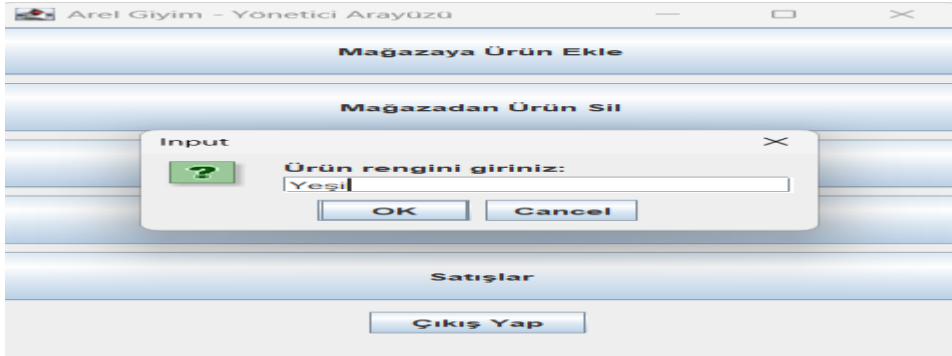 Arel Giyim - Yönetici Arayüzü
Mağazaya Ürün Ekle
Mağazadan Ürün Sil
Input
?
Ürün rengini giriniz:
Yeşil
OK Cancel
Satışlar
Çıkış Yap